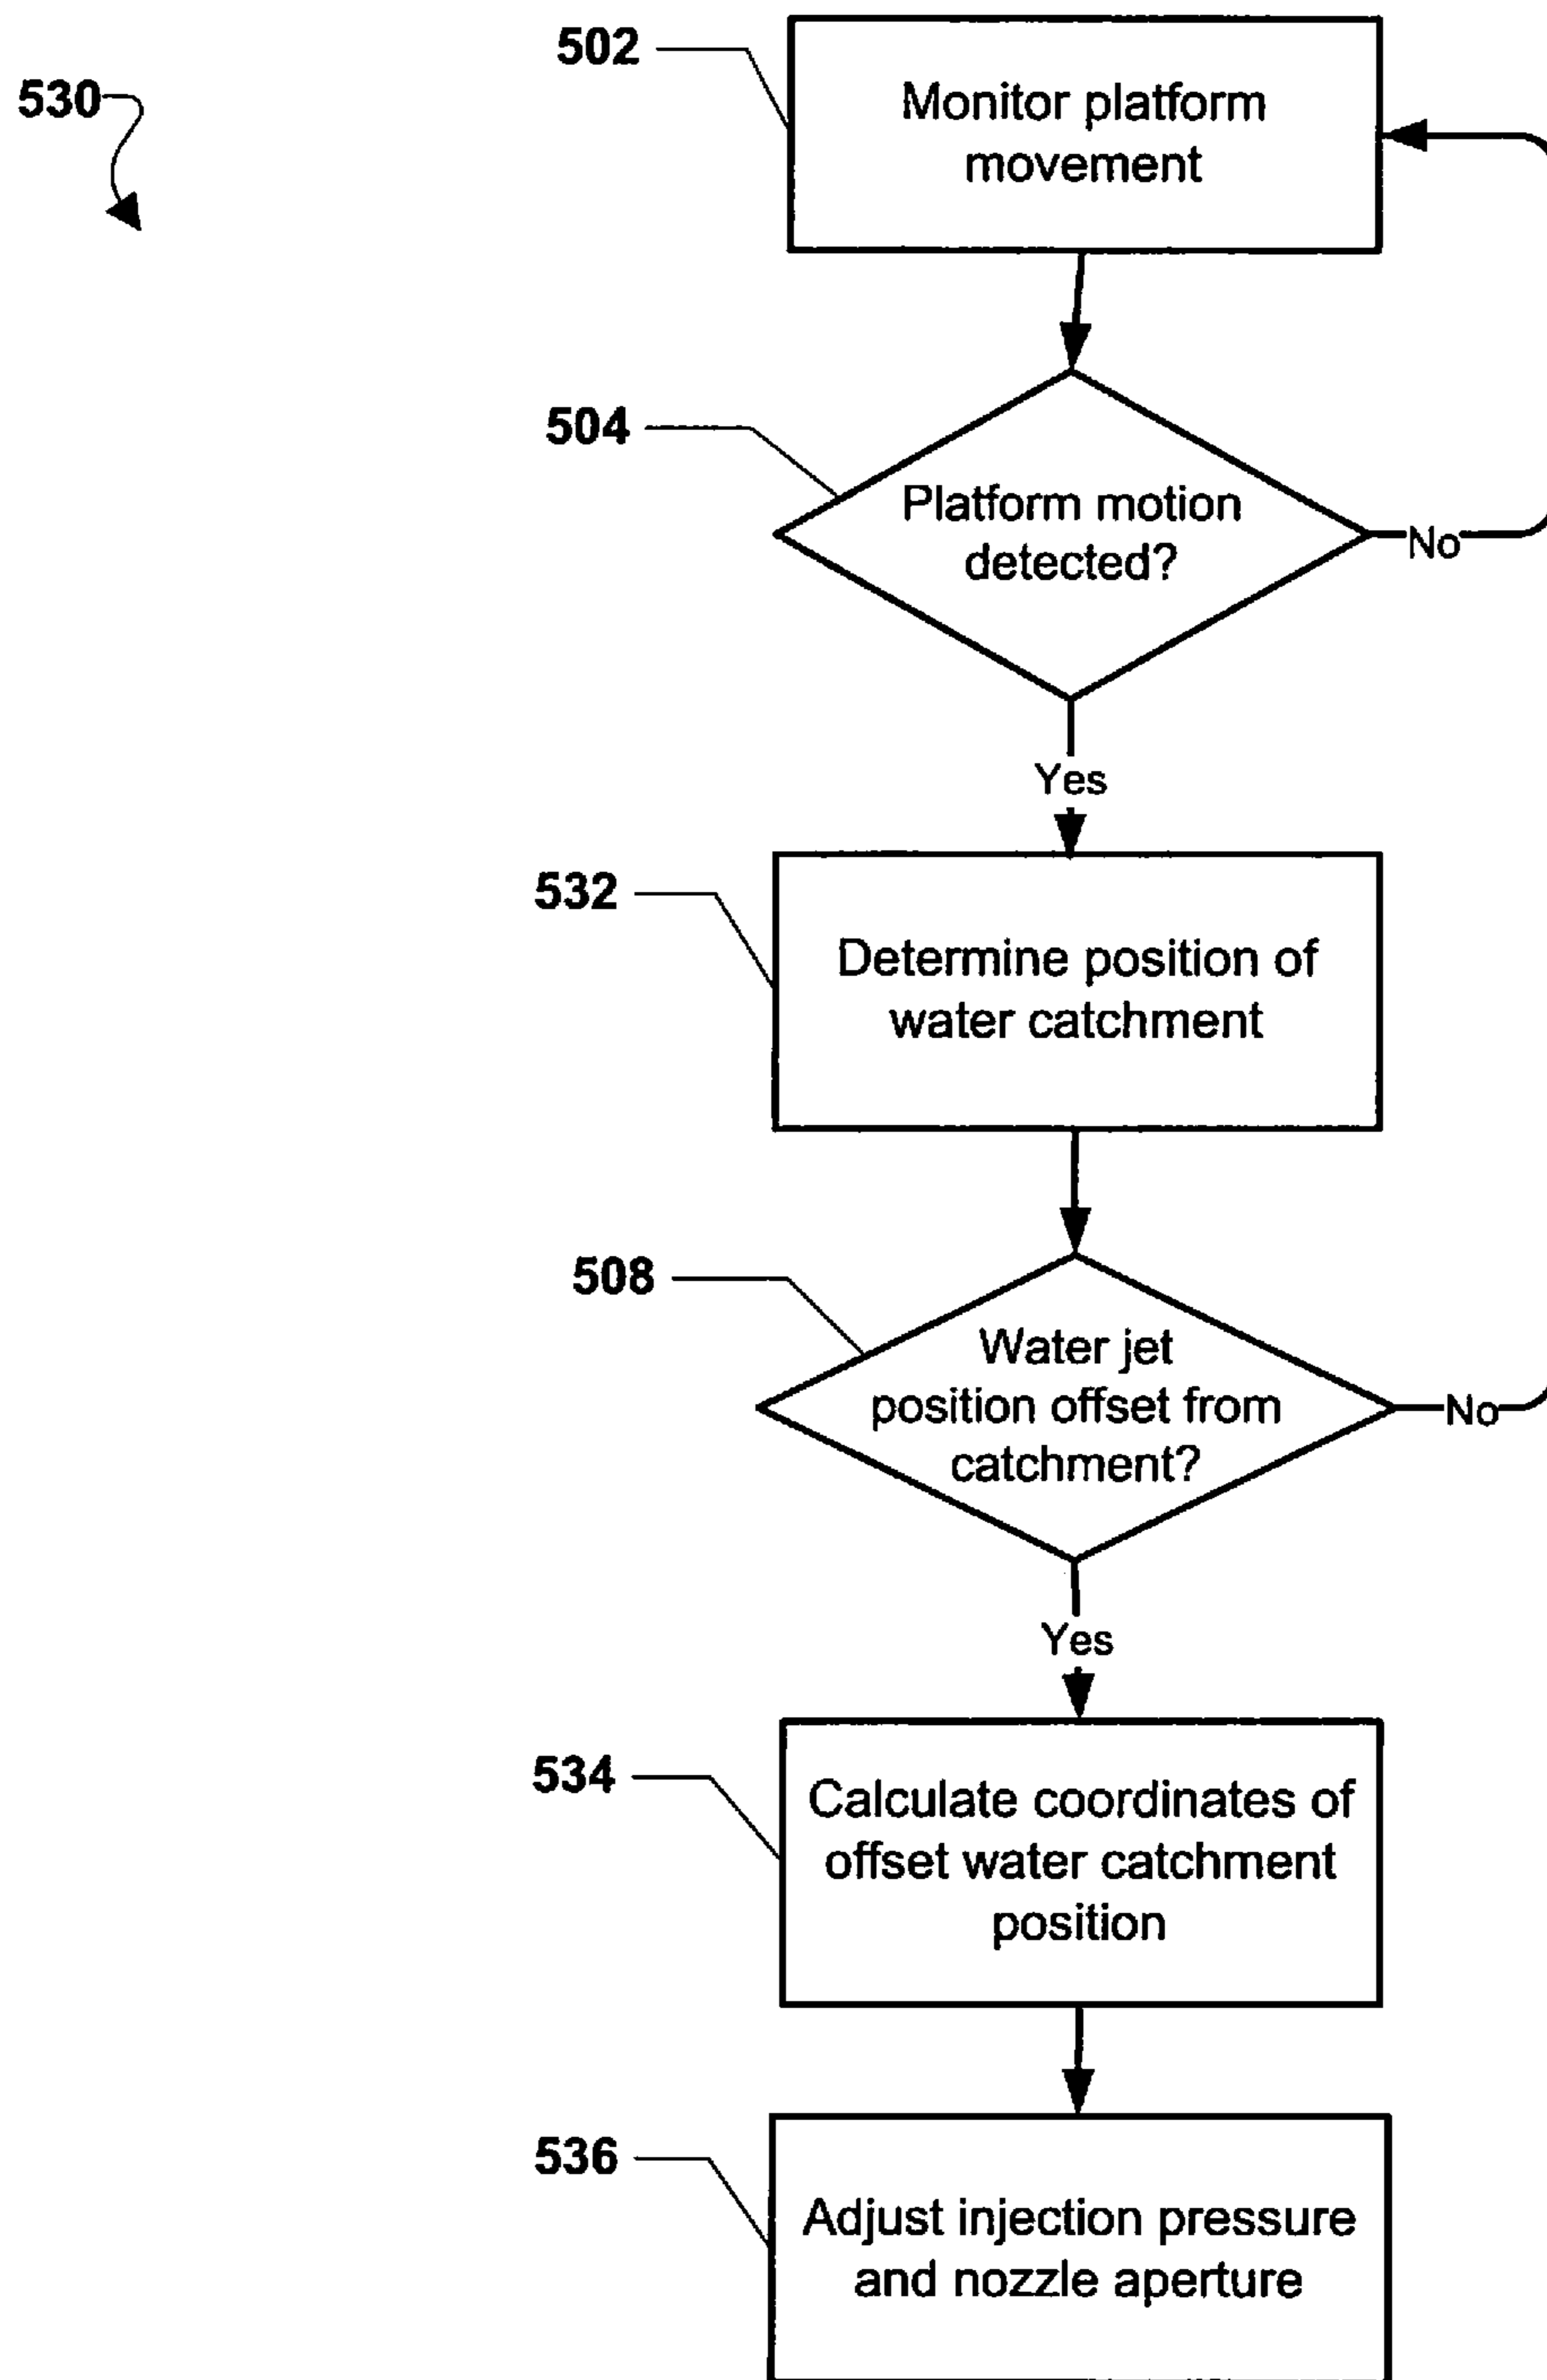 502
530
Monitor platform
movement
504
Platform motion
detected?
No
Yes
532
Determine position of
water catchment
508
Water jet
position offset from
catchment?
No
Yes
534
Calculate coordinates of
offset water catchment
position
536
Adjust injection pressure
and nozzle aperture